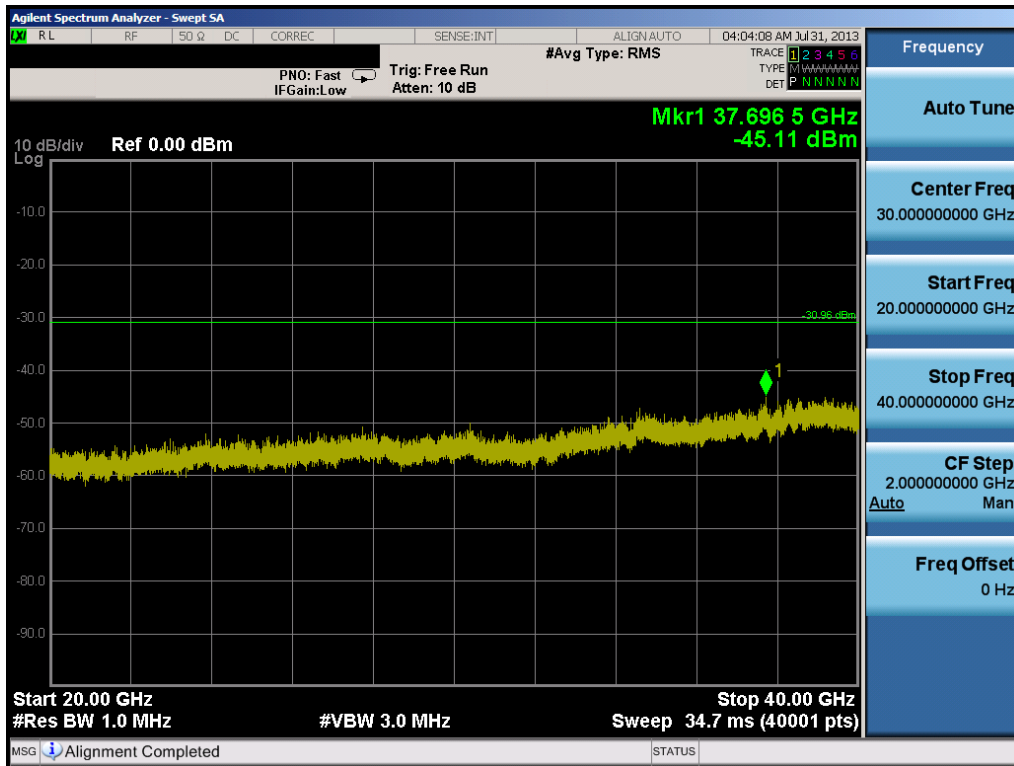 Agilent Spectrum Analyzer - Swept SA
LXI RL RF 50 Ω DC CORREC SENSE:INT ALIGN AUTO 04:04:08 AM Jul 31, 2013
PNO: Fast
IFGain:Low
Trig: Free Run
Atten: 10 dB
#Avg Type: RMS
TRACE 1 2 3 4 5 6
TYPE M W W W W W
DET P N N N N N
Mkr1 37.696 5 GHz
-45.11 dBm
10 dB/div Ref 0.00 dBm
Log
-10.0
-20.0
-30.0
-30.96 dBm
-40.0
1
-50.0
-60.0
-70.0
-80.0
-90.0
Start 20.00 GHz Stop 40.00 GHz
#Res BW 1.0 MHz #VBW 3.0 MHz Sweep 34.7 ms (40001 pts)
MSG Alignment Completed STATUS
Frequency
Auto Tune
Center Freq
30.000000000 GHz
Start Freq
20.000000000 GHz
Stop Freq
40.000000000 GHz
CF Step
2.000000000 GHz
Auto Man
Freq Offset
0 Hz